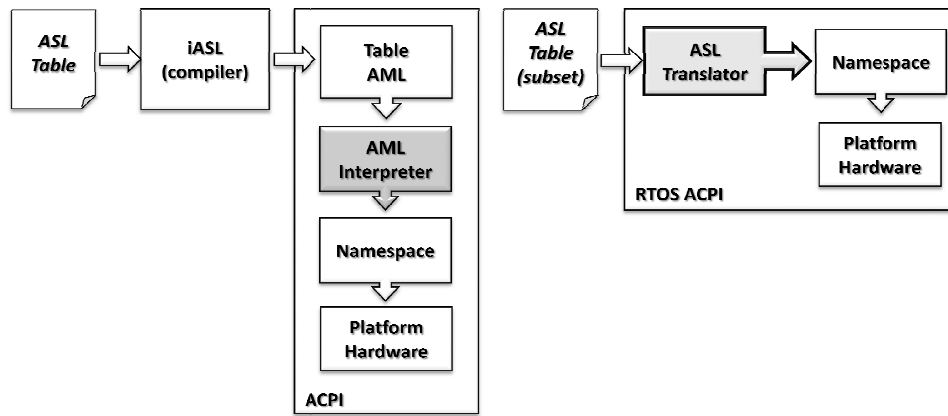 ASL
Table
iASL
(compiler)
Table
AML
AML
Interpreter
Namespace
Platform
Hardware
ACPI
ASL
Table
(subset)
ASL
Translator
Namespace
Platform
Hardware
RTOS ACPI